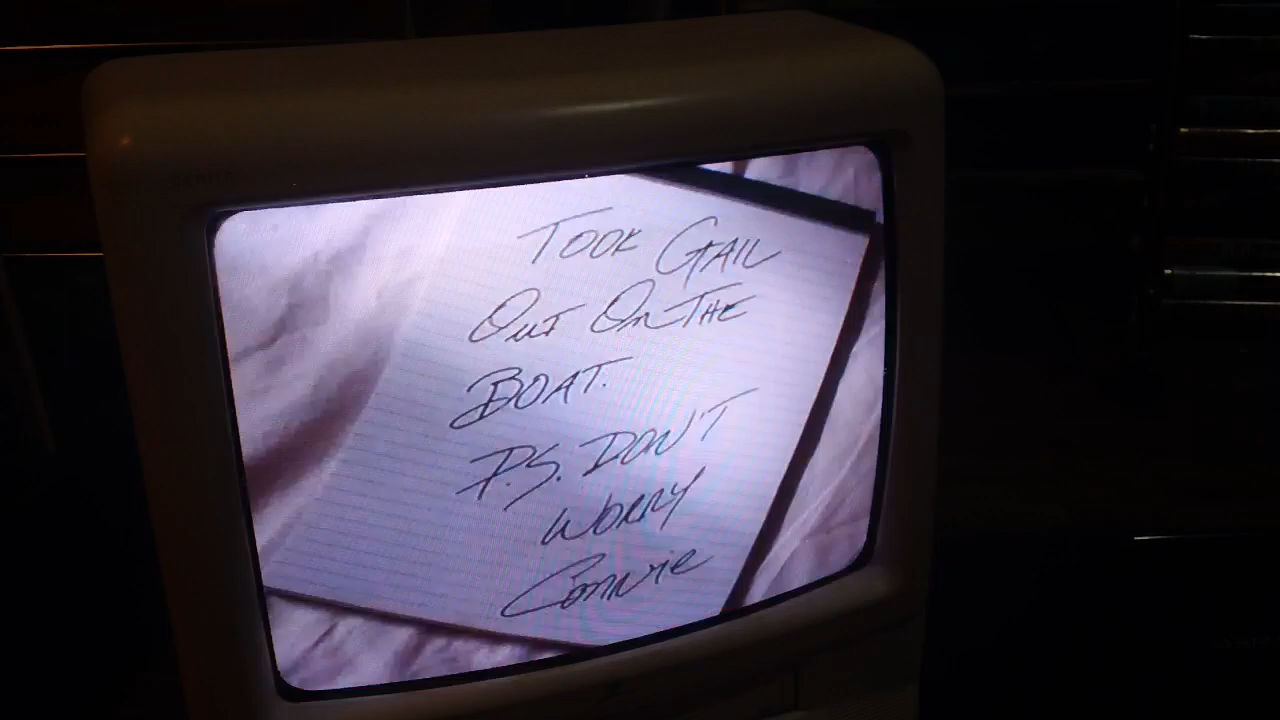 TOOK GAIL
OUT ON THE
BOAT.
P.S. DON'T
WORRY
CONNIE